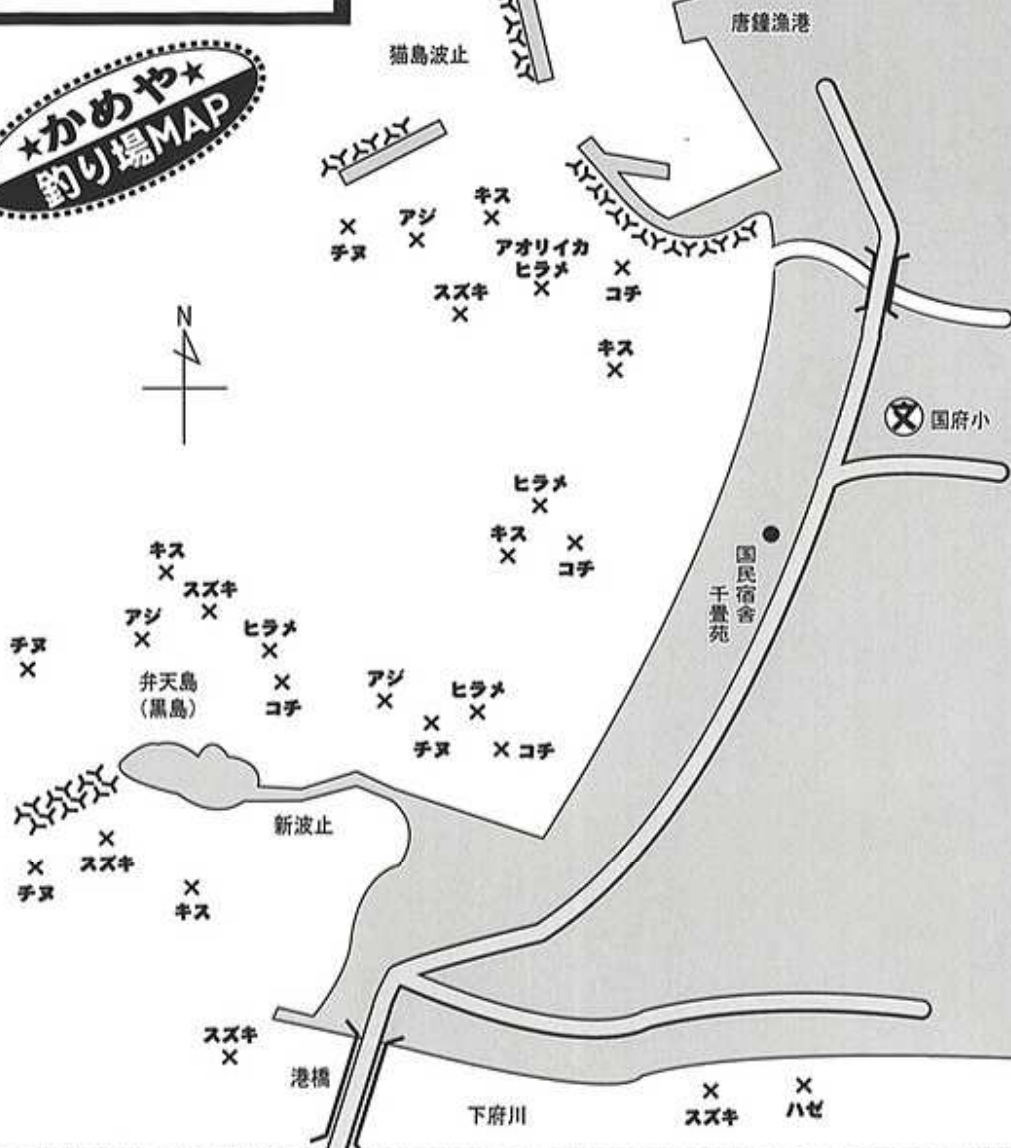 唐鐘漁港
猫島波止
★かめや★
釣り場MAP
キス
アジ
チヌ
アオリイカ
ヒラメ
スズキ
コチ
N
キス
文
国府小
ヒラメ
キス
コチ
国民宿舎
千畳苑
キス
スズキ
アジ
ヒラメ
チヌ
弁天島
(黒島)
コチ
アジ
ヒラメ
チヌ
コチ
新波止
スズキ
チヌ
キス
スズキ
港橋
下府川
スズキ
ハゼ